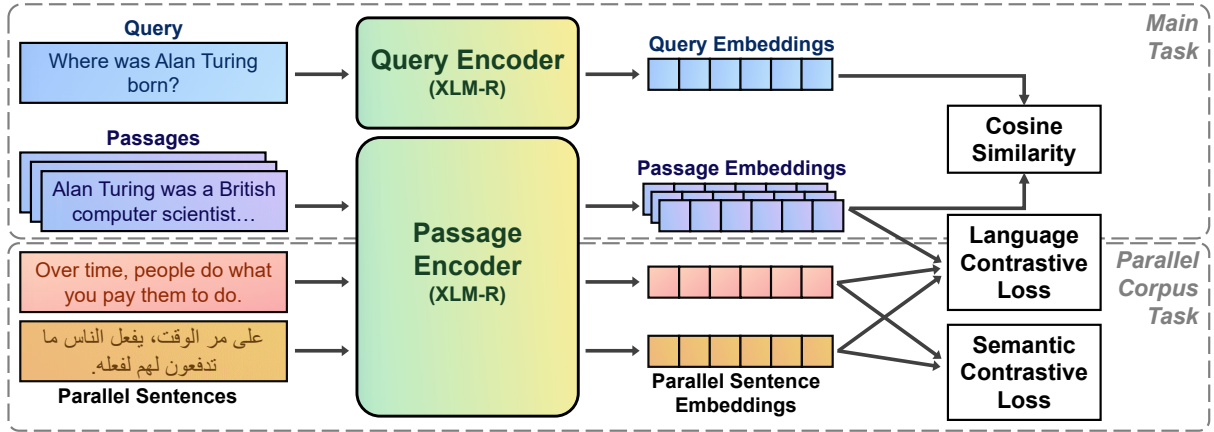 Query
Where was Alan Turing
born?
Query Encoder
(XLM-R)
Query Embeddings
Main
Task
Cosine
Similarity
Passages
Alan Turing was a British
computer scientist…
Passage Embeddings
Passage
Encoder
(XLM-R)
Language
Contrastive
Loss
Parallel
Corpus
Task
Over time, people do what
you pay them to do.
على مر الوقت، يفعل الناس ما
تدفعون لهم لفعله.
Parallel Sentences
Parallel Sentence
Embeddings
Semantic
Contrastive
Loss